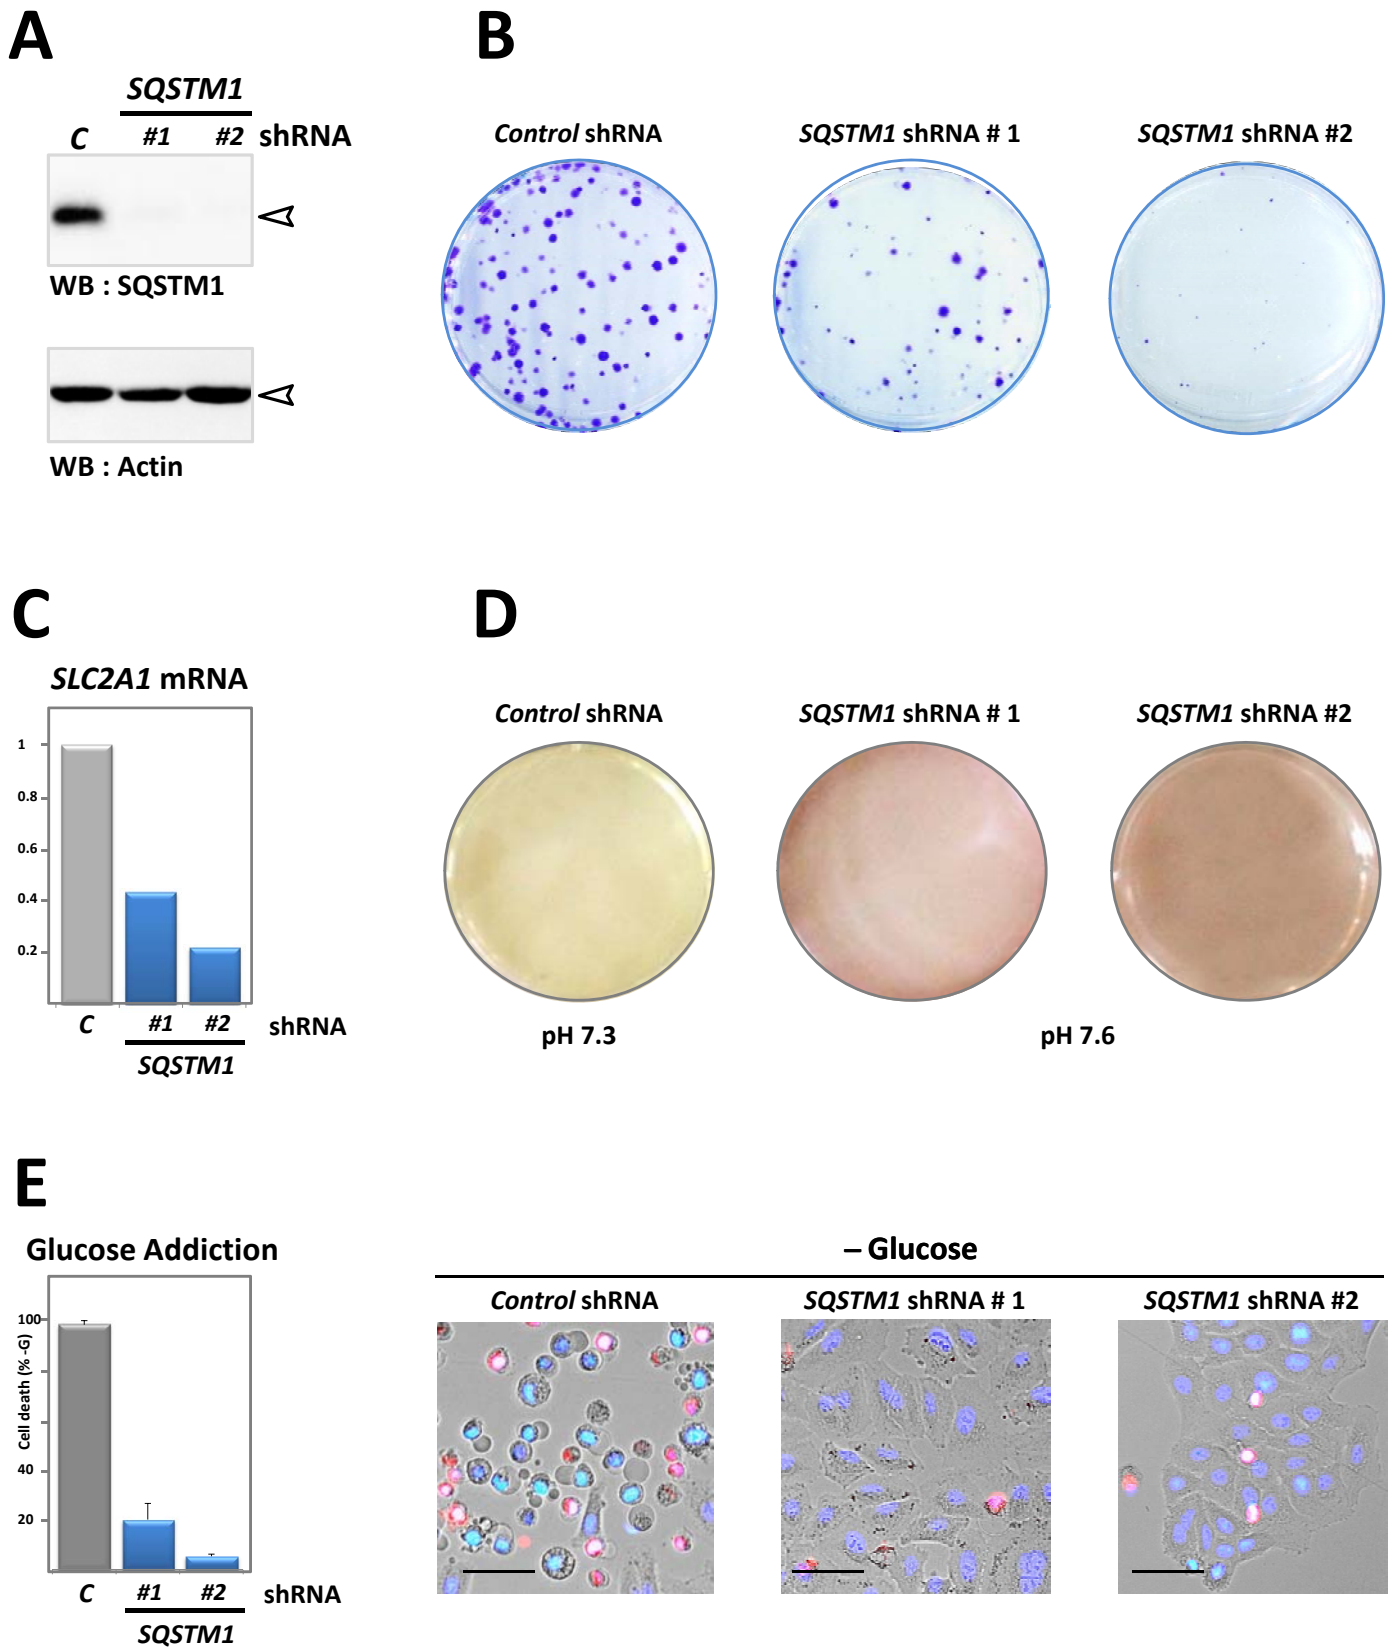 A
SQSTM1
C #1 #2 shRNA
WB : SQSTM1
WB : Actin
B
Control shRNA SQSTM1 shRNA # 1 SQSTM1 shRNA #2
C
SLC2A1 mRNA
1
0.8
0.6
0.4
0.2
C #1 #2 shRNA
SQSTM1
D
Control shRNA SQSTM1 shRNA # 1 SQSTM1 shRNA #2
pH 7.3 pH 7.6
E
Glucose Addiction
Cell death (% -G)
100
40
20
C #1 #2 shRNA
SQSTM1
– Glucose
Control shRNA SQSTM1 shRNA # 1 SQSTM1 shRNA #2